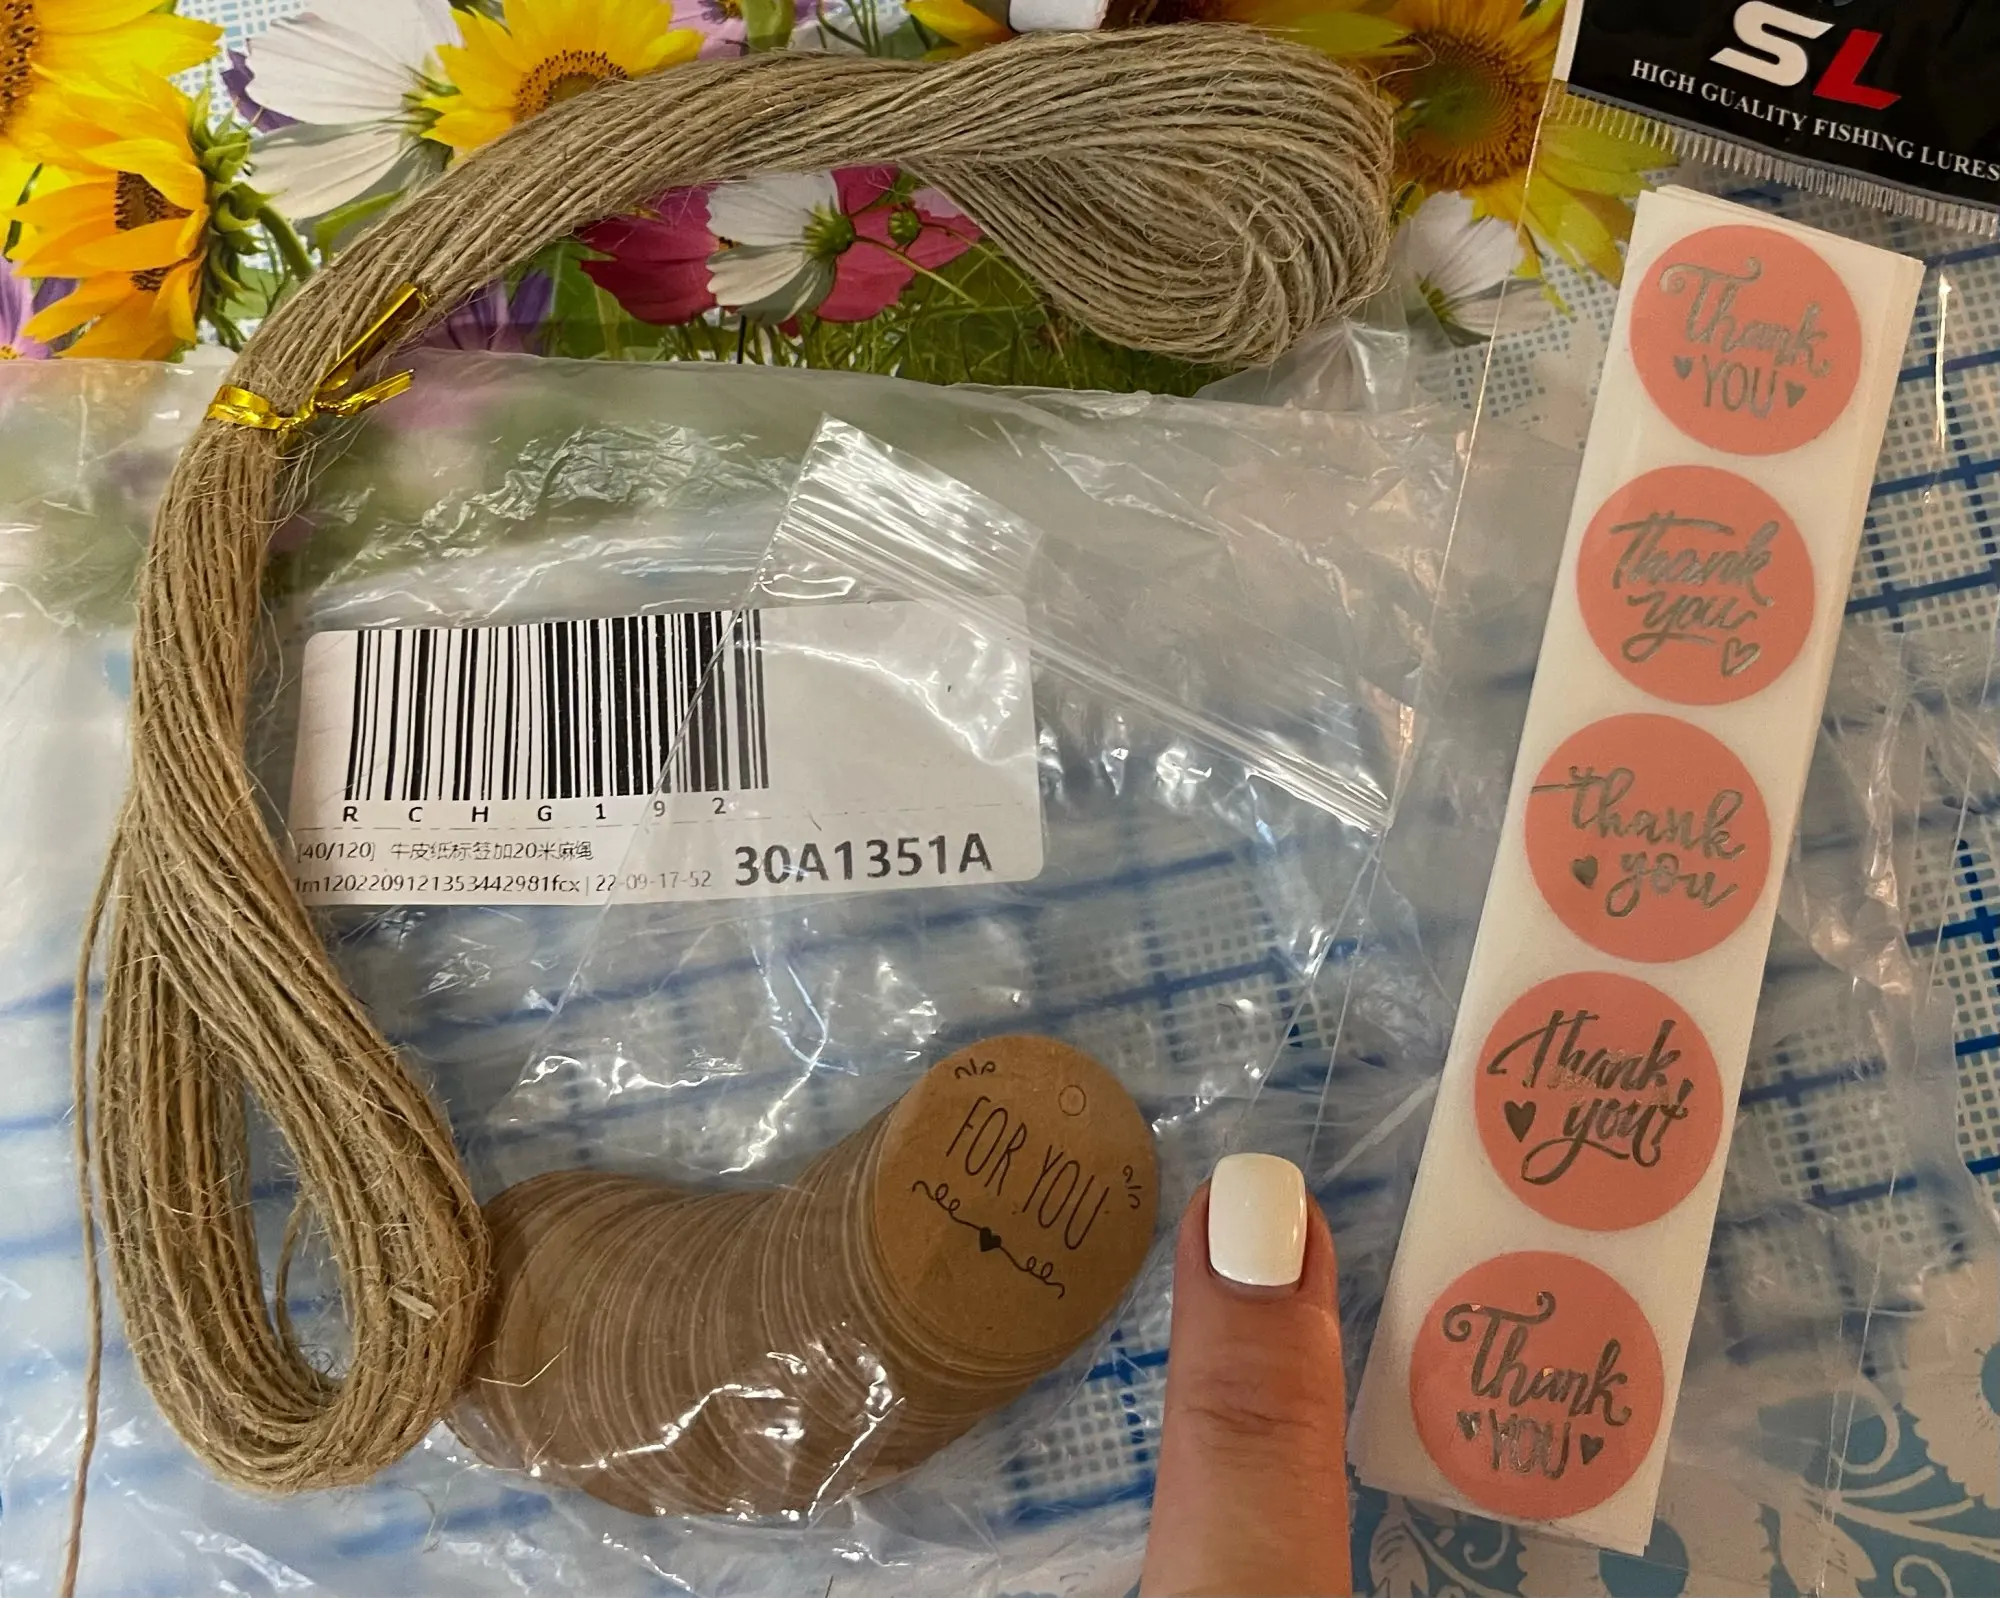 SL
HIGH GUALITY FISHING LURES
Thank
YOU
Thank
you
thank
you
Thank
you!
Thank
YOU
R C H G 1 9 2
[40/120] 牛皮纸标签加20米麻绳
1m1202209121353442981fcx | 22-09-17-52
30A1351A
FOR YOU